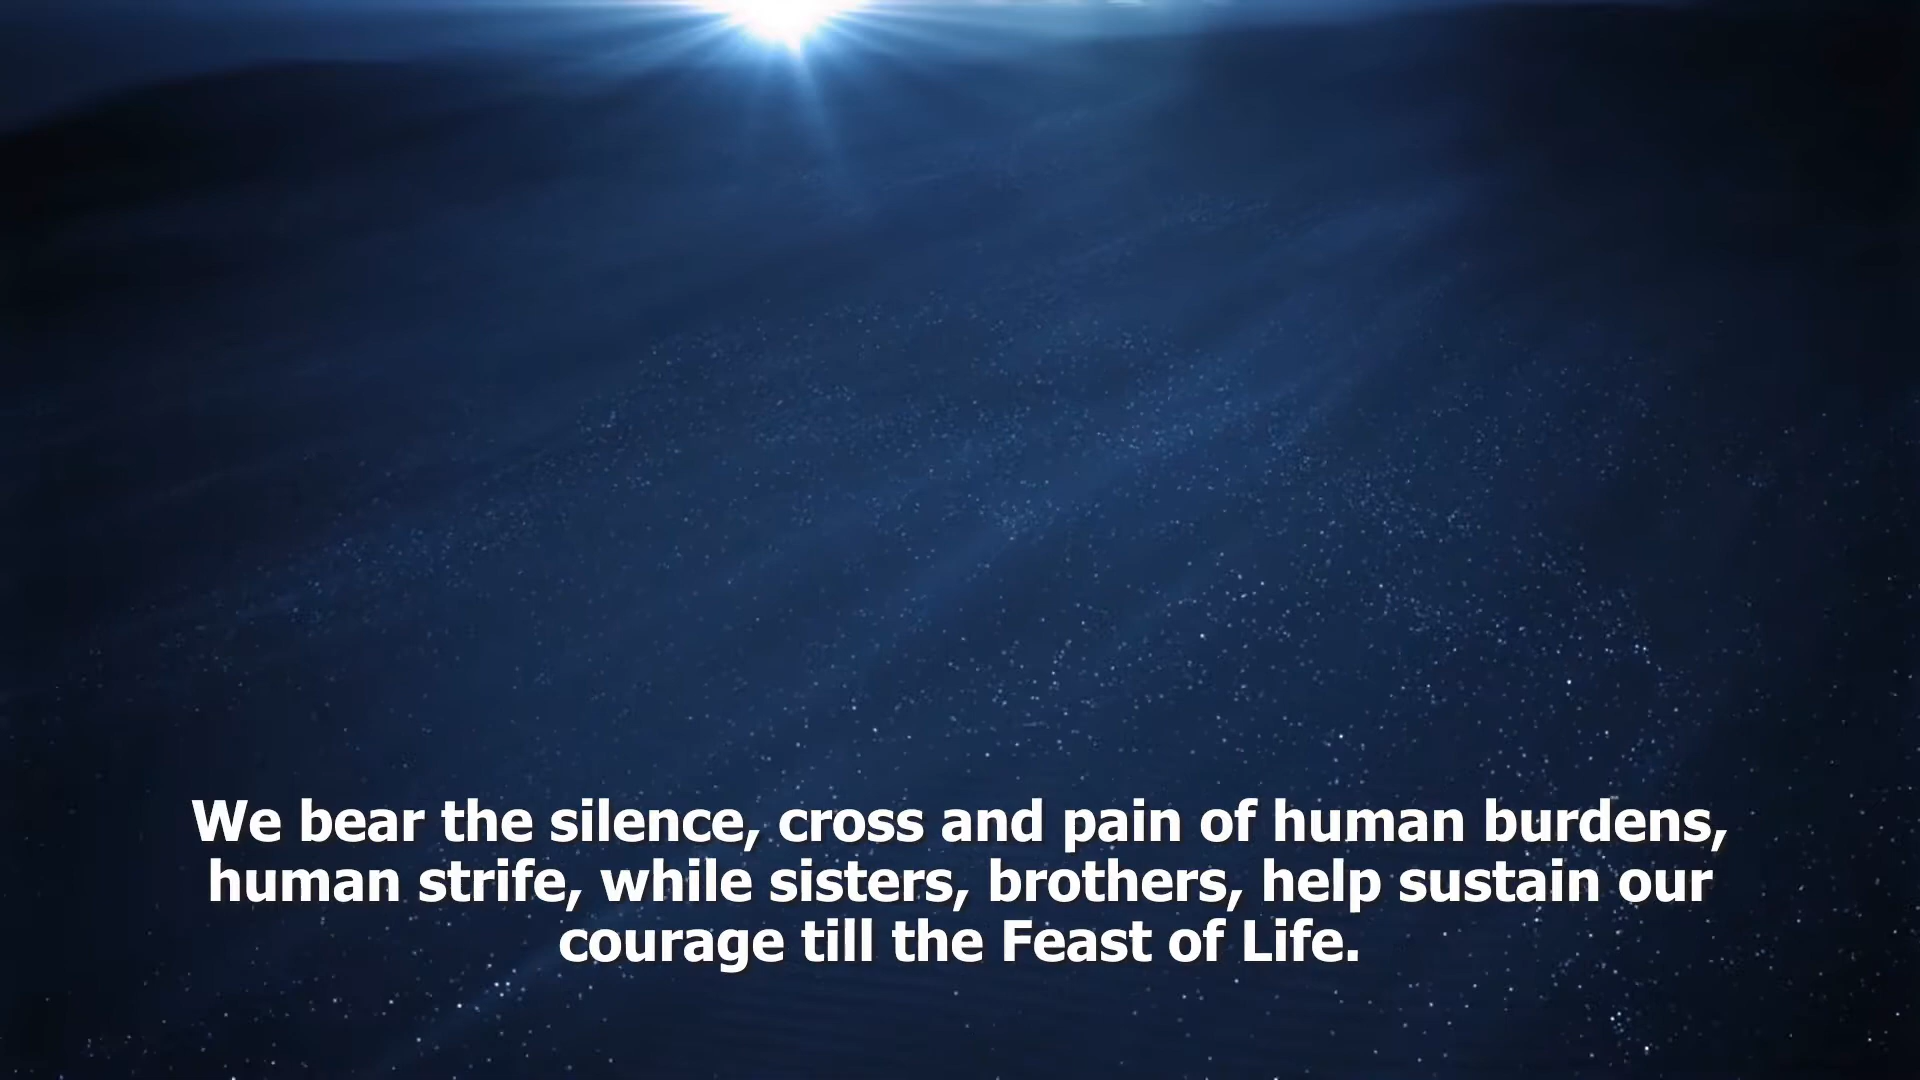 We bear the silence, cross and pain of human burdens,
human strife, while sisters, brothers, help sustain our
courage till the Feast of Life.